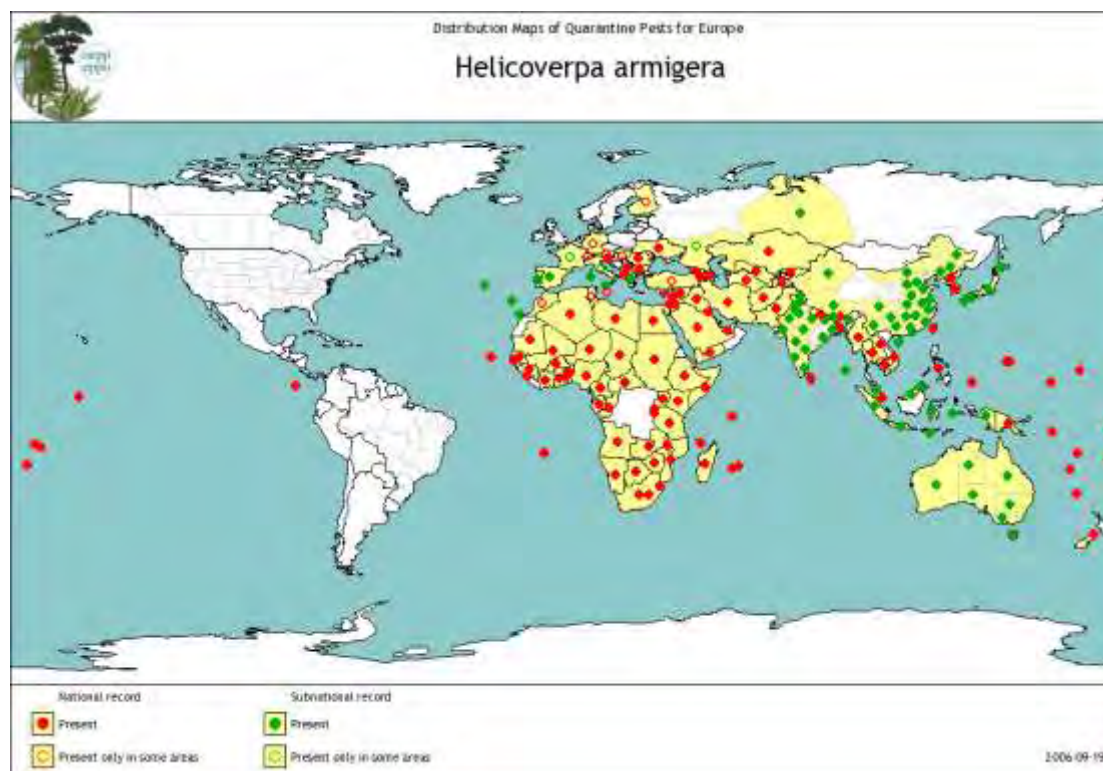 Distribution Maps of Quarantine Pests for Europe
Helicoverpa armigera
National record
Subnational record
Present
Present
Present only in some areas
Present only in some areas
2006-09-19